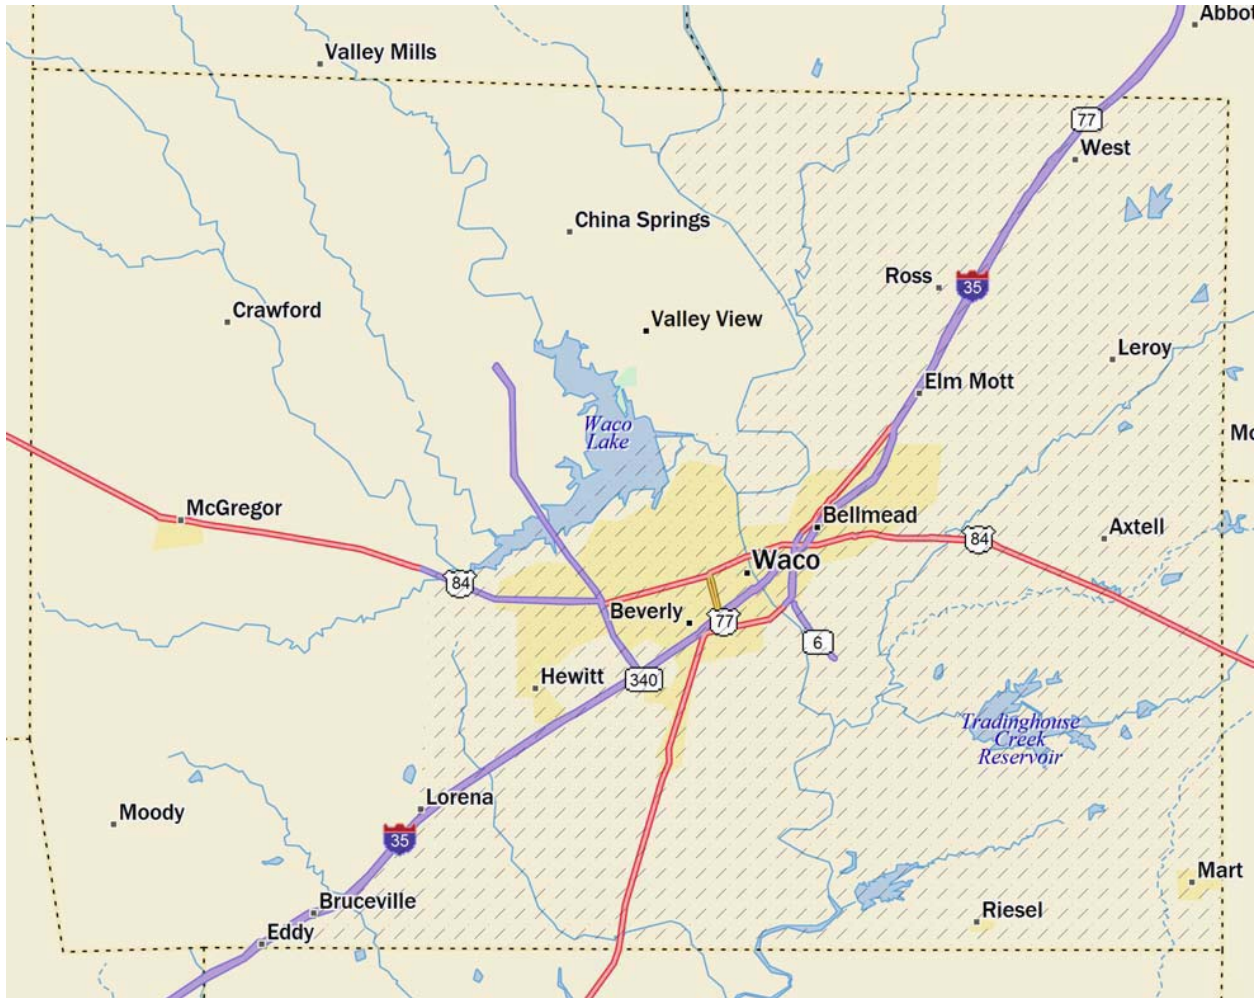 Abbot
Valley Mills
77
West
China Springs
Ross
35
Crawford
Valley View
Leroy
Elm Mott
Waco
Lake
Mc
McGregor
Bellmead
Axtell
84
84
Waco
Beverly
77
6
Hewitt
340
Tradinghouse
Creek
Reservoir
Lorena
Moody
35
Mart
Bruceville
Riesel
Eddy